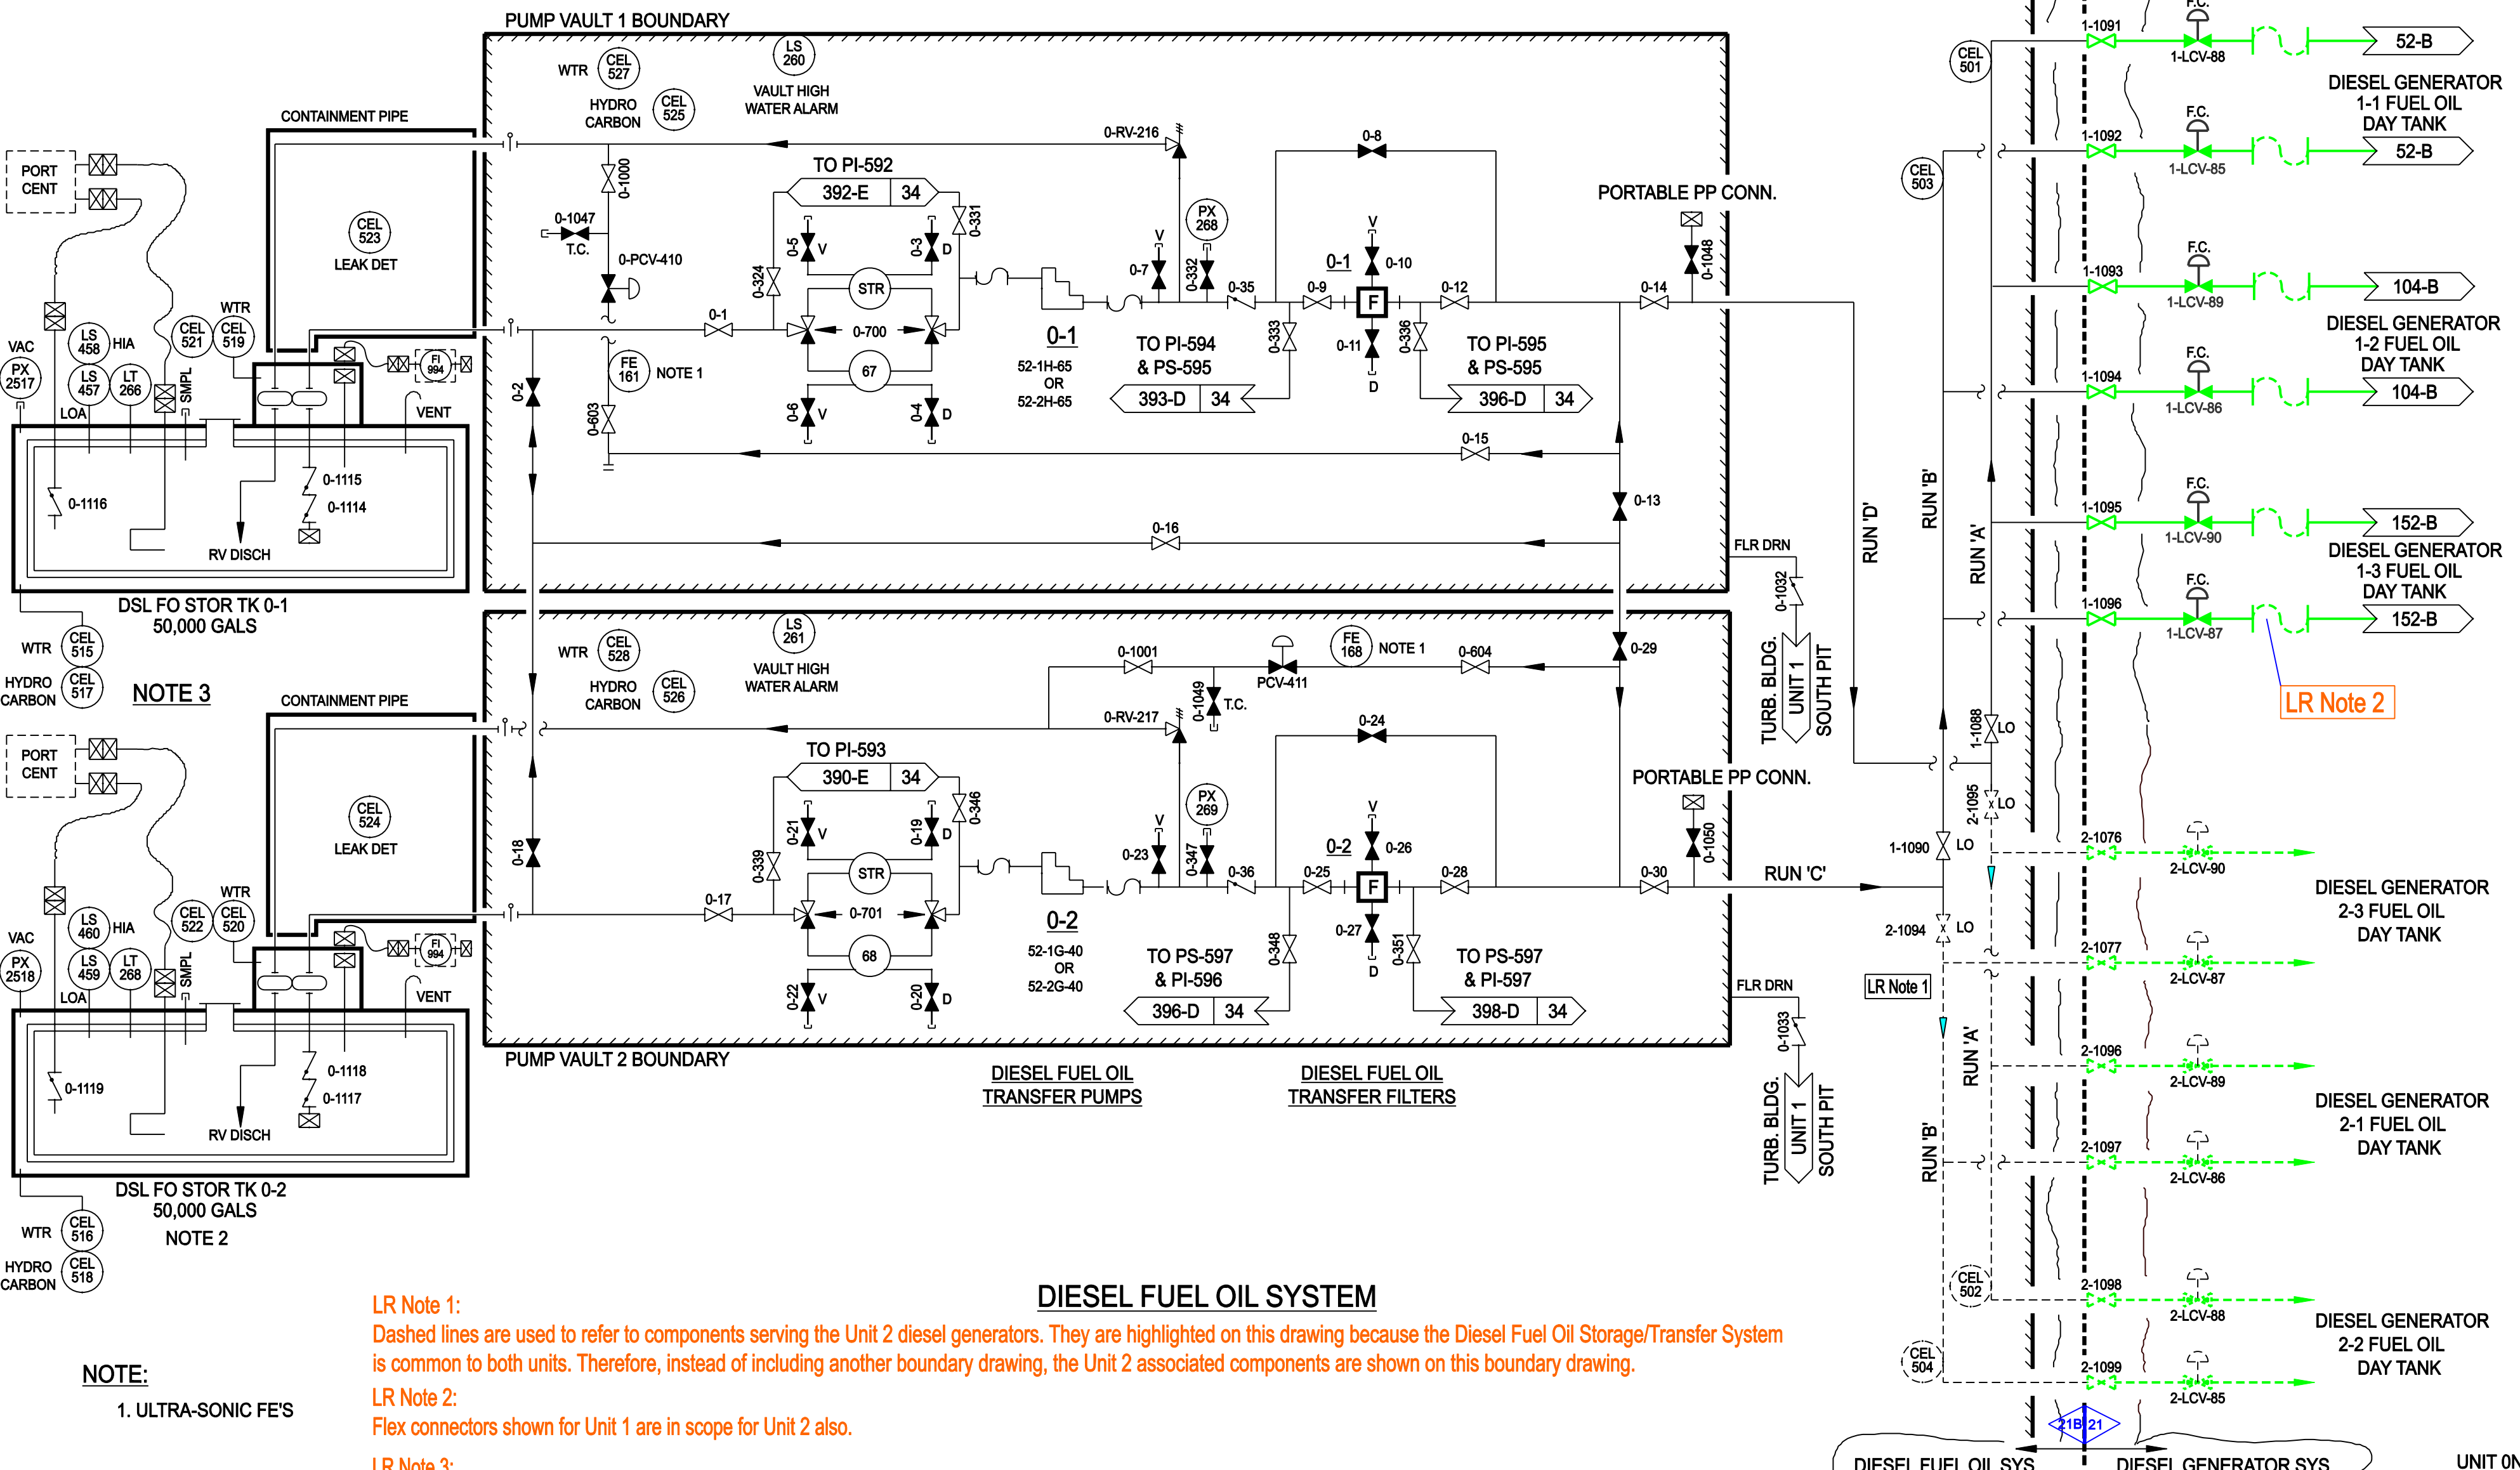 PUMP VAULT 1 BOUNDARY
WTR
CEL
527
HYDRO
CARBON
CEL
525
LS
260
VAULT HIGH
WATER ALARM
CONTAINMENT PIPE
PORT
CENT
CEL
523
LEAK DET
0-1000
0-1047
T.C.
0-PCV-410
TO PI-592
392-E
34
0-331
0-324
0-5
V
0-3
D
STR
0-700
67
0-6
V
0-4
D
0-1
0-2
FE
161
NOTE 1
0-603
0-RV-216
0-7
V
PX
268
0-332
0-35
0-8
0-1
V
0-10
F
0-9
0-12
0-11
D
0-333
0-336
0-1
52-1H-65
OR
52-2H-65
TO PI-594
& PS-595
393-D
34
TO PI-595
& PS-595
396-D
34
PORTABLE PP CONN.
0-1048
0-14
0-15
0-13
0-16
VAC
PX
2517
LS
458
HIA
LS
457
LOA
LT
266
SMPL
CEL
521
WTR
CEL
519
FI
994
VENT
0-1116
0-1115
0-1114
RV DISCH
DSL FO STOR TK 0-1
50,000 GALS
WTR
CEL
515
HYDRO
CARBON
CEL
517
NOTE 3
FLR DRN
0-1032
TURB. BLDG.
UNIT 1
SOUTH PIT
CONTAINMENT PIPE
PORT
CENT
CEL
524
LEAK DET
WTR
CEL
528
HYDRO
CARBON
CEL
526
LS
261
VAULT HIGH
WATER ALARM
0-1001
0-1049
T.C.
PCV-411
FE
168
NOTE 1
0-604
0-29
0-RV-217
0-24
TO PI-593
390-E
34
0-346
0-339
0-21
V
0-19
D
STR
0-701
68
0-22
V
0-20
D
0-17
0-18
0-23
V
PX
269
0-347
0-36
0-2
V
0-26
F
0-25
0-28
0-27
D
0-348
0-351
0-2
52-1G-40
OR
52-2G-40
TO PS-597
& PI-596
396-D
34
TO PS-597
& PI-597
398-D
34
PORTABLE PP CONN.
0-1050
0-30
RUN 'C'
VAC
PX
2518
LS
460
HIA
LS
459
LOA
LT
268
SMPL
CEL
522
WTR
CEL
520
FI
994
VENT
0-1119
0-1118
0-1117
RV DISCH
DSL FO STOR TK 0-2
50,000 GALS
NOTE 2
WTR
CEL
516
HYDRO
CARBON
CEL
518
PUMP VAULT 2 BOUNDARY
DIESEL FUEL OIL
TRANSFER PUMPS
DIESEL FUEL OIL
TRANSFER FILTERS
FLR DRN
0-1033
TURB. BLDG.
UNIT 1
SOUTH PIT
CEL
501
CEL
503
RUN 'D'
RUN 'B'
RUN 'A'
F.C.
1-1091
1-LCV-88
52-B
DIESEL GENERATOR
1-1 FUEL OIL
DAY TANK
1-1092
F.C.
1-LCV-85
52-B
1-1093
F.C.
1-LCV-89
104-B
DIESEL GENERATOR
1-2 FUEL OIL
DAY TANK
1-1094
F.C.
1-LCV-86
104-B
1-1095
F.C.
1-LCV-90
152-B
DIESEL GENERATOR
1-3 FUEL OIL
DAY TANK
1-1096
F.C.
1-LCV-87
152-B
LR Note 2
1-1088
LO
2-1095
LO
1-1090
LO
2-1094
LO
LR Note 1
2-1076
2-LCV-90
DIESEL GENERATOR
2-3 FUEL OIL
DAY TANK
2-1077
2-LCV-87
RUN 'A'
RUN 'B'
2-1096
2-LCV-89
DIESEL GENERATOR
2-1 FUEL OIL
DAY TANK
2-1097
2-LCV-86
CEL
502
2-1098
2-LCV-88
DIESEL GENERATOR
2-2 FUEL OIL
DAY TANK
CEL
504
2-1099
2-LCV-85
21B
21
DIESEL FUEL OIL SYS
DIESEL GENERATOR SYS
DIESEL FUEL OIL SYSTEM
LR Note 1:
Dashed lines are used to refer to components serving the Unit 2 diesel generators. They are highlighted on this drawing because the Diesel Fuel Oil Storage/Transfer System
is common to both units. Therefore, instead of including another boundary drawing, the Unit 2 associated components are shown on this boundary drawing.
LR Note 2:
Flex connectors shown for Unit 1 are in scope for Unit 2 also.
LR Note 3:
NOTE:
1. ULTRA-SONIC FE'S